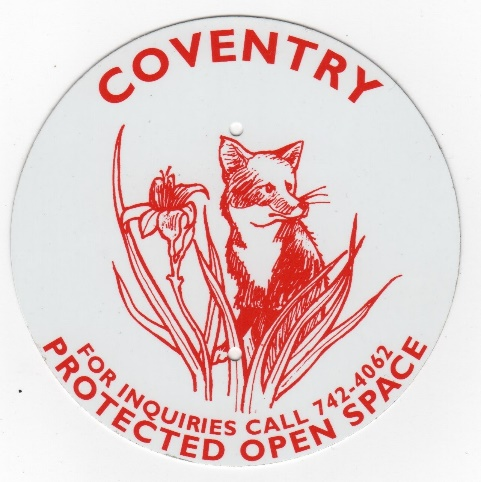 COVENTRY
FOR INQUIRIES CALL 742-4062
PROTECTED OPEN SPACE